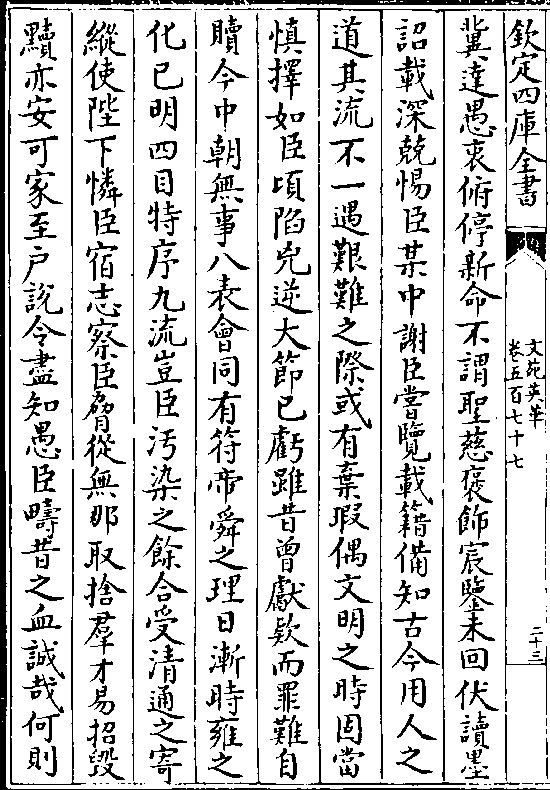 欽定四庫全書
文苑英華
卷五百七十七
二十三
冀達愚衷俯停新命不謂聖慈褒飾宸鑒未回伏讀墨
詔載深兢惕臣某中謝臣嘗覽載籍備知古今用人之
道其流不一遇艱難之際或有棄瑕偶文明之時固當
慎擇如臣頃陷兇逆大節已虧雖昔曾獻欵而罪難自
贖今中朝無事八表會同有符帝舜之理日漸時雍之
化已明四目特序九流豈臣汚染之餘合受清通之寄
縱使陛下憐臣宿志察臣脅從無那取捨羣才易招毀
黷亦安可家至戶說令盡知愚臣疇昔之血誠哉何則